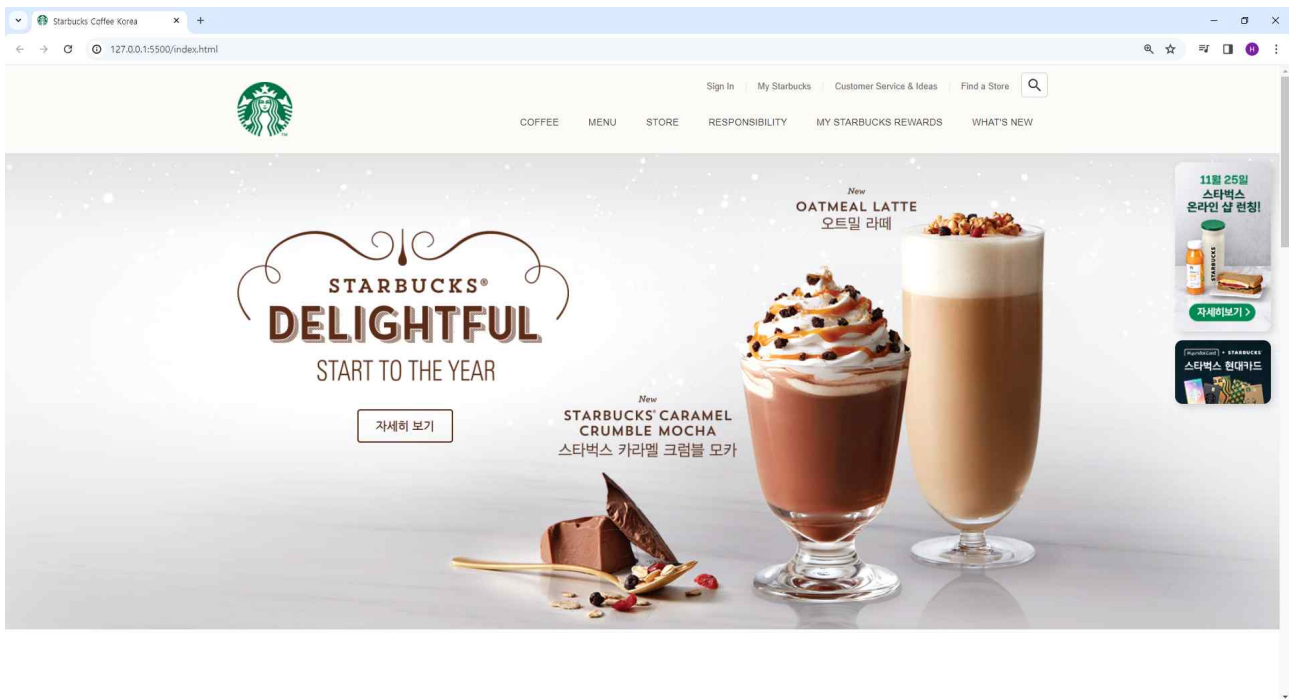 Starbucks Coffee Korea
127.0.0.1:5500/index.html
H
Sign In My Starbucks Customer Service & Ideas Find a Store
COFFEE MENU STORE RESPONSIBILITY MY STARBUCKS REWARDS WHAT'S NEW
STARBUCKS®
DELIGHTFUL
START TO THE YEAR
자세히 보기
New
OATMEAL LATTE
오트밀 라떼
New
STARBUCKS® CARAMEL
CRUMBLE MOCHA
스타벅스 카라멜 크럼블 모카
11월 25일
스타벅스
온라인 샵 런칭!
STARBUCKS
자세히보기 >
HyundaiCard + STARBUCKS
스타벅스 현대카드